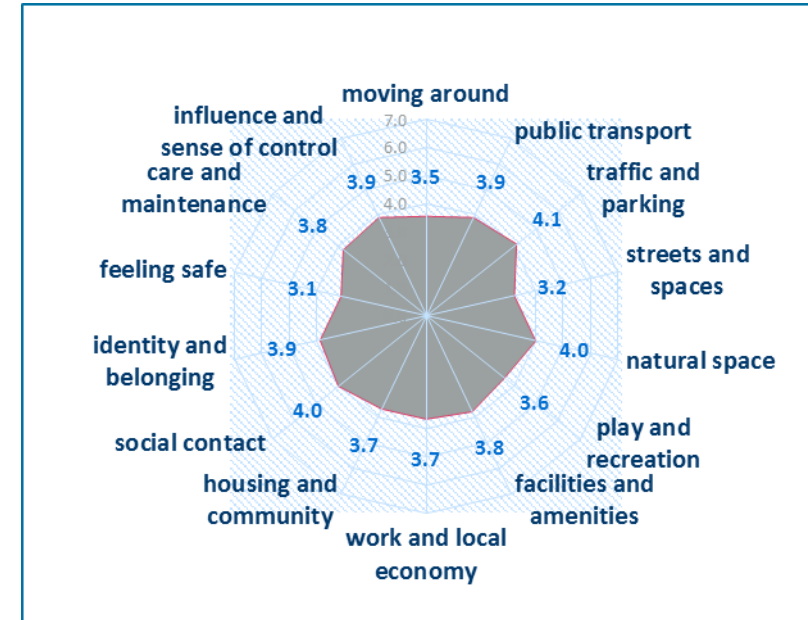 moving around
influence and
sense of control
7.0
public transport
6.0
care and
maintenance
5.0
traffic and
parking
3.9
3.5
3.9
4.0
3.8
4.1
feeling safe
streets and
spaces
3.1
3.2
identity and
belonging
3.9
4.0
natural space
4.0
3.6
social contact
play and
recreation
3.7
3.7
3.8
housing and
community
facilities and
amenities
work and local
economy